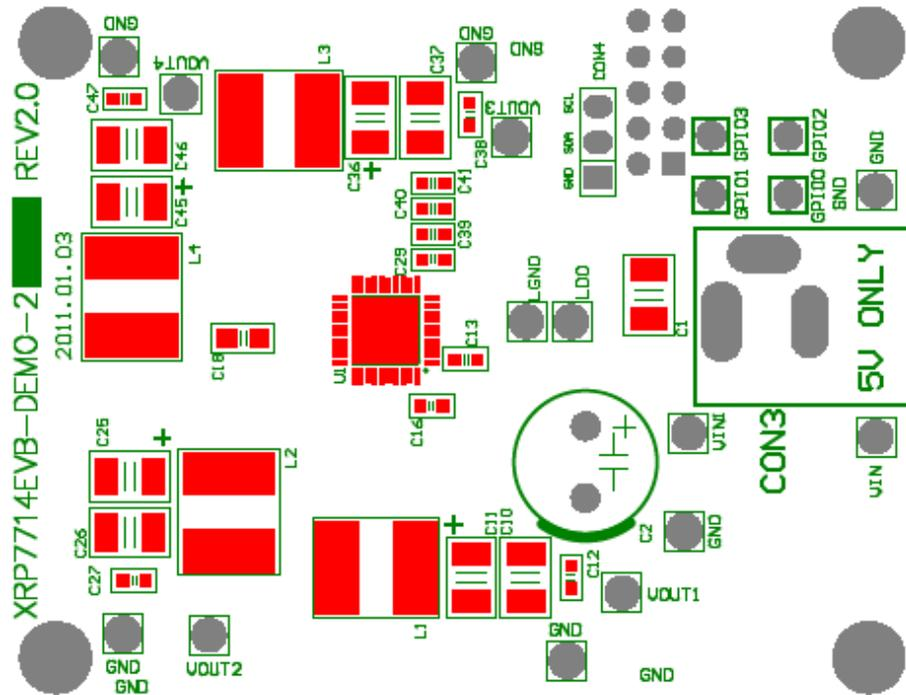 GND
VOUT4
C47
C46
C45
L4
REV2.0
2011.01.03
XRP7714EVB-DEMO-2
L3
C36
C37
GND
GND
C38
VOUT3
C41
C40
C39
C29
CON4
SCL
SDA
GND
GPIO3
GPIO2
GPIO1
GPIO0
GND
GND
LGND
LDO
C1
5V ONLY
CON3
C18
U1
C13
C16
VIN1
VIN
C2
GND
C25
C26
C27
L2
L1
C11
C10
C12
VOUT1
GND
GND
VOUT2
GND
GND